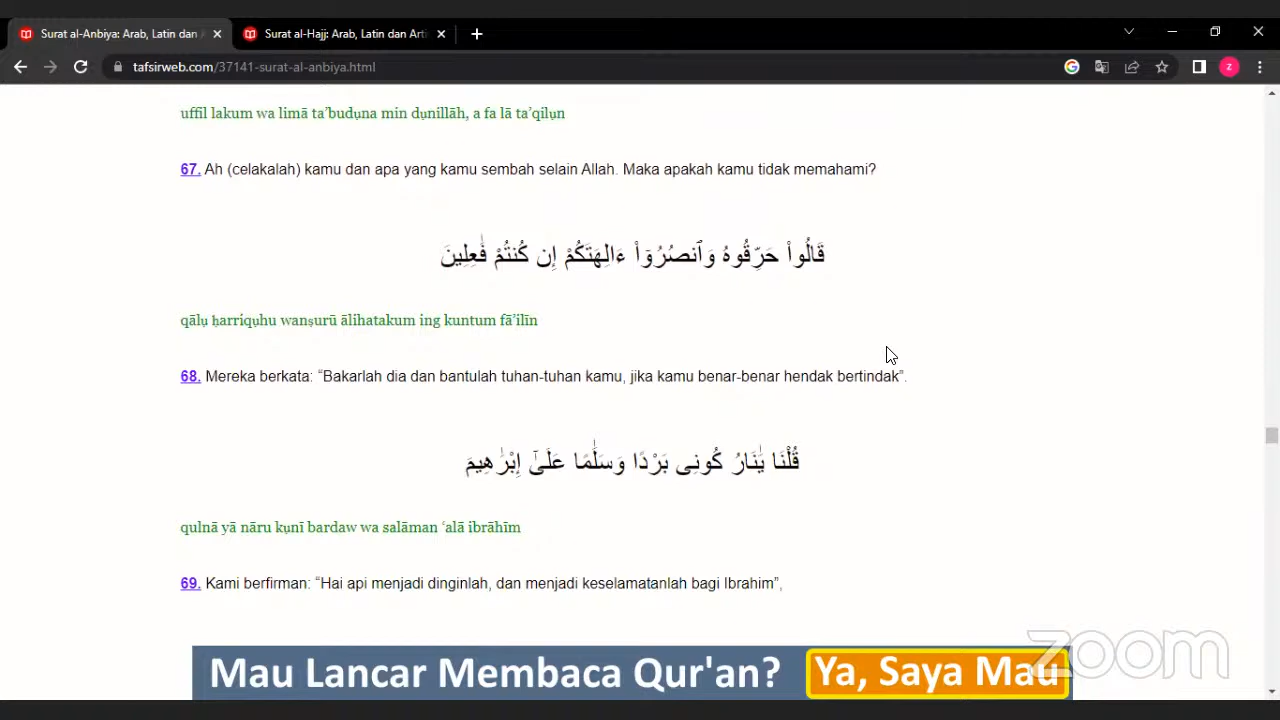 Surat al-Anbiya: Arab, Latin dan
Surat al-Hajj: Arab, Latin dan Arti
tafsirweb.com/37141-surat-al-anbiya.html
z
uffil lakum wa limā ta’budụna min dụnillāh, a fa lā ta’qilụn
67. Ah (celakalah) kamu dan apa yang kamu sembah selain Allah. Maka apakah kamu tidak memahami?
قَالُوا۟ حَرِّقُوهُ وَٱنصُرُوٓا۟ ءَالِهَتَكُمْ إِن كُنتُمْ فَٰعِلِينَ
qālụ ḥarriqụhu wanṣurū ālihatakum ing kuntum fā’ilīn
68. Mereka berkata: “Bakarlah dia dan bantulah tuhan-tuhan kamu, jika kamu benar-benar hendak bertindak”.
قُلْنَا يَٰنَارُ كُونِى بَرْدًا وَسَلَٰمًا عَلَىٰٓ إِبْرَٰهِيمَ
qulnā yā nāru kụnī bardaw wa salāman ‘alā ibrāhīm
69. Kami berfirman: “Hai api menjadi dinginlah, dan menjadi keselamatanlah bagi Ibrahim”,
Mau Lancar Membaca Qur'an? Ya, Saya Mau
zoom